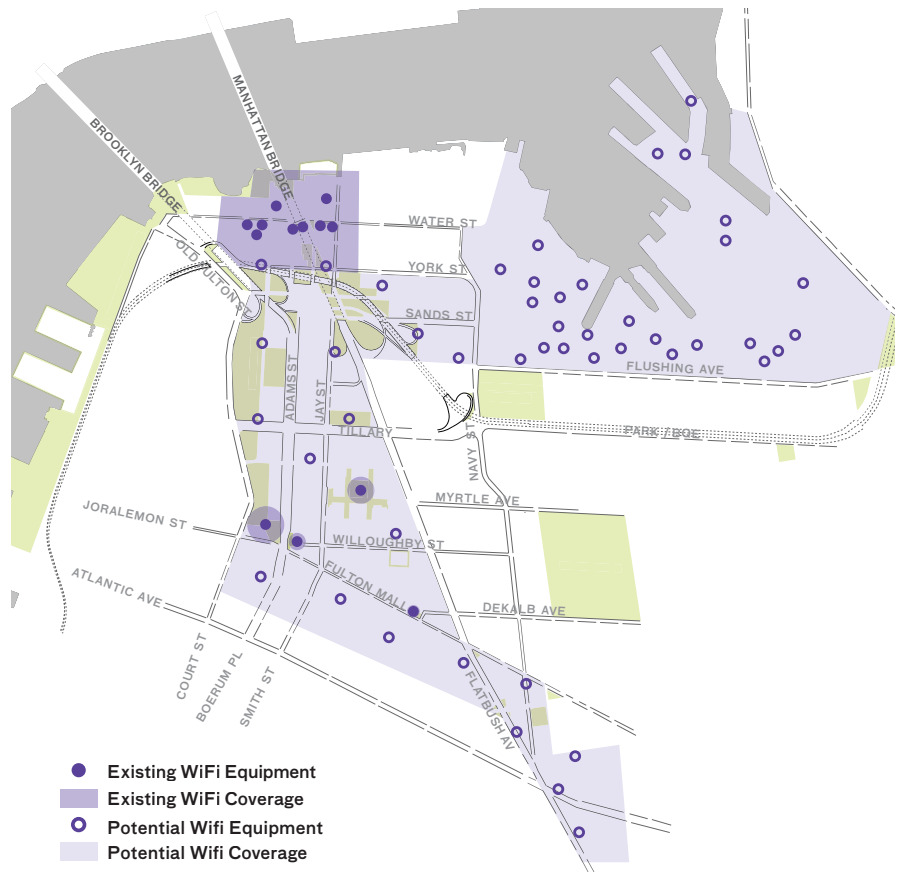 MANHATTAN BRIDGE
BROOKLYN BRIDGE
WATER ST
OLD FULTON ST
YORK ST
SANDS ST
FLUSHING AVE
ADAMS ST
JAY ST
TILLARY
NAVY ST
MYRTLE AVE
JORALEMON ST
WILLOUGHBY ST
FULTON MALL
ATLANTIC AVE
DEKALB AVE
COURT ST
BOERUM PL
SMITH ST
FLATBUSH AV
Existing WiFi Equipment
Existing WiFi Coverage
Potential Wifi Equipment
Potential Wifi Coverage